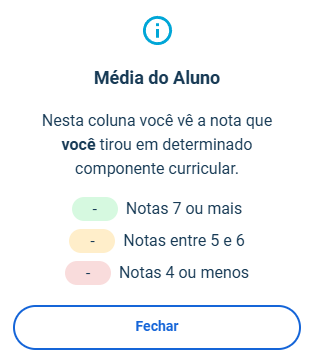 Média do Aluno
Nesta coluna você vê a nota que
você tirou em determinado
componente curricular.
- Notas 7 ou mais
- Notas entre 5 e 6
- Notas 4 ou menos
Fechar